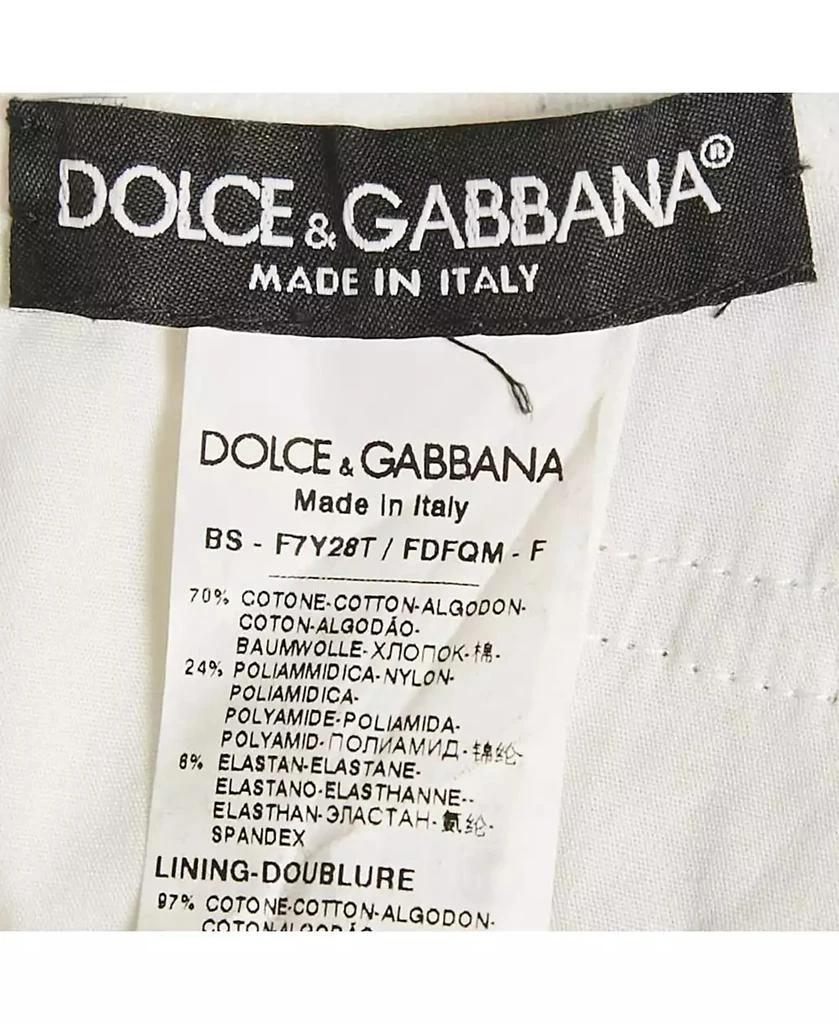 DOLCE & GABBANA®
MADE IN ITALY
DOLCE & GABBANA
Made in Italy
BS - F7Y28T / FDFQM - F
70% COTONE-COTTON-ALGODON-
COTON-ALGODÃO-
BAUMWOLLE-ХЛОПОК-棉-
24% POLIAMMIDICA-NYLON-
POLIAMIDICA-
POLYAMIDE-POLIAMIDA-
POLYAMID-ПОЛИАМИД-锦纶-
6% ELASTAN-ELASTANE-
ELASTANO-ELASTHANNE--
ELASTHAN-ЭЛАСТАН-氨纶-
SPANDEX
LINING-DOUBLURE
97% COTONE-COTTON-ALGODON-
COTON-ALGODÃO-